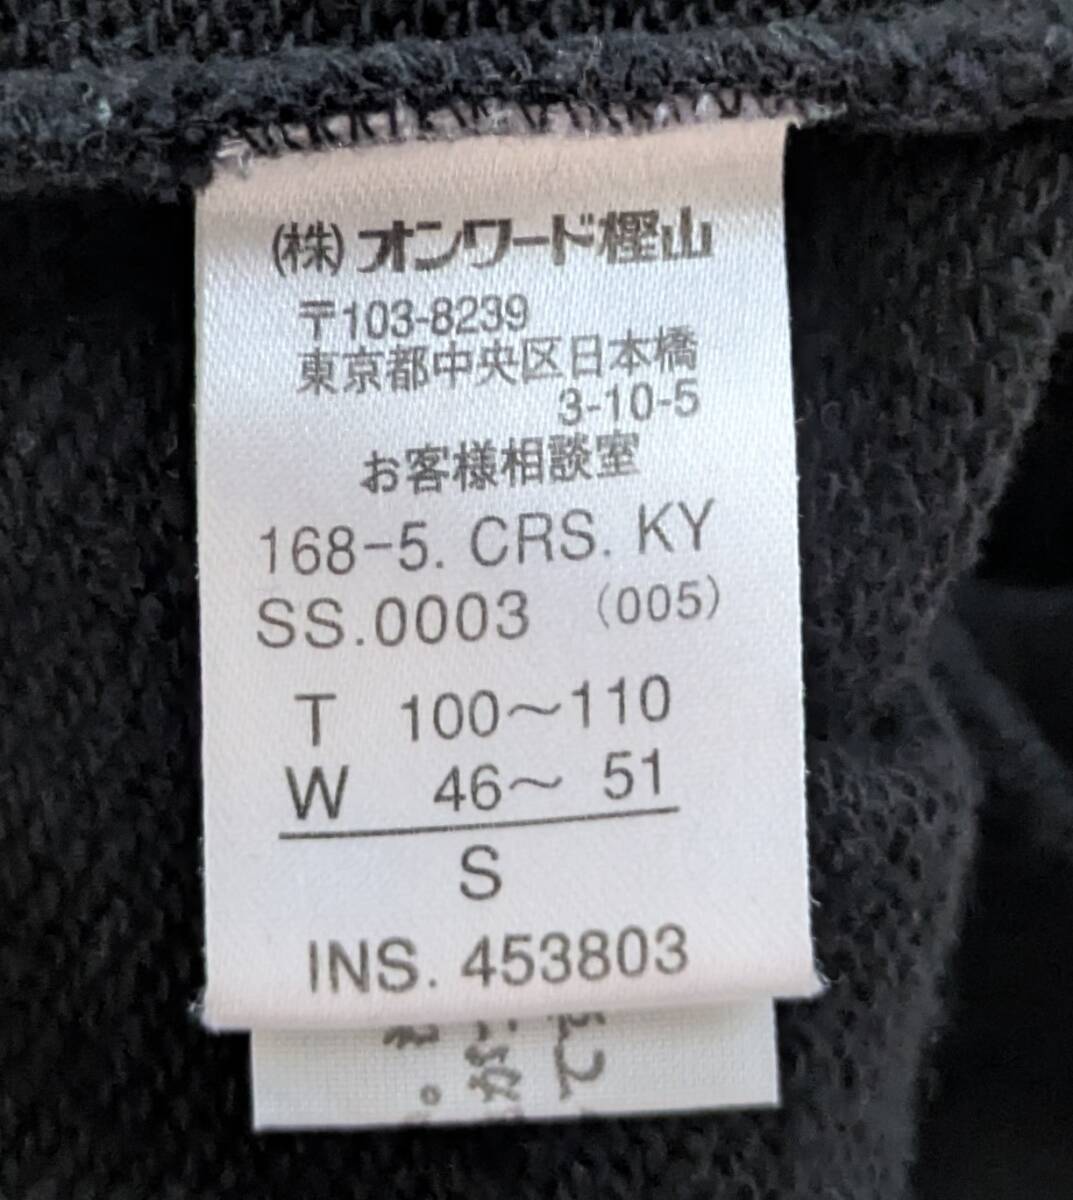 (株)オンワード樫山
〒103-8239
東京都中央区日本橋
3-10-5
お客様相談室
168-5. CRS. KY
SS.0003 (005)
T 100～110
W 46～ 51
S
INS. 453803